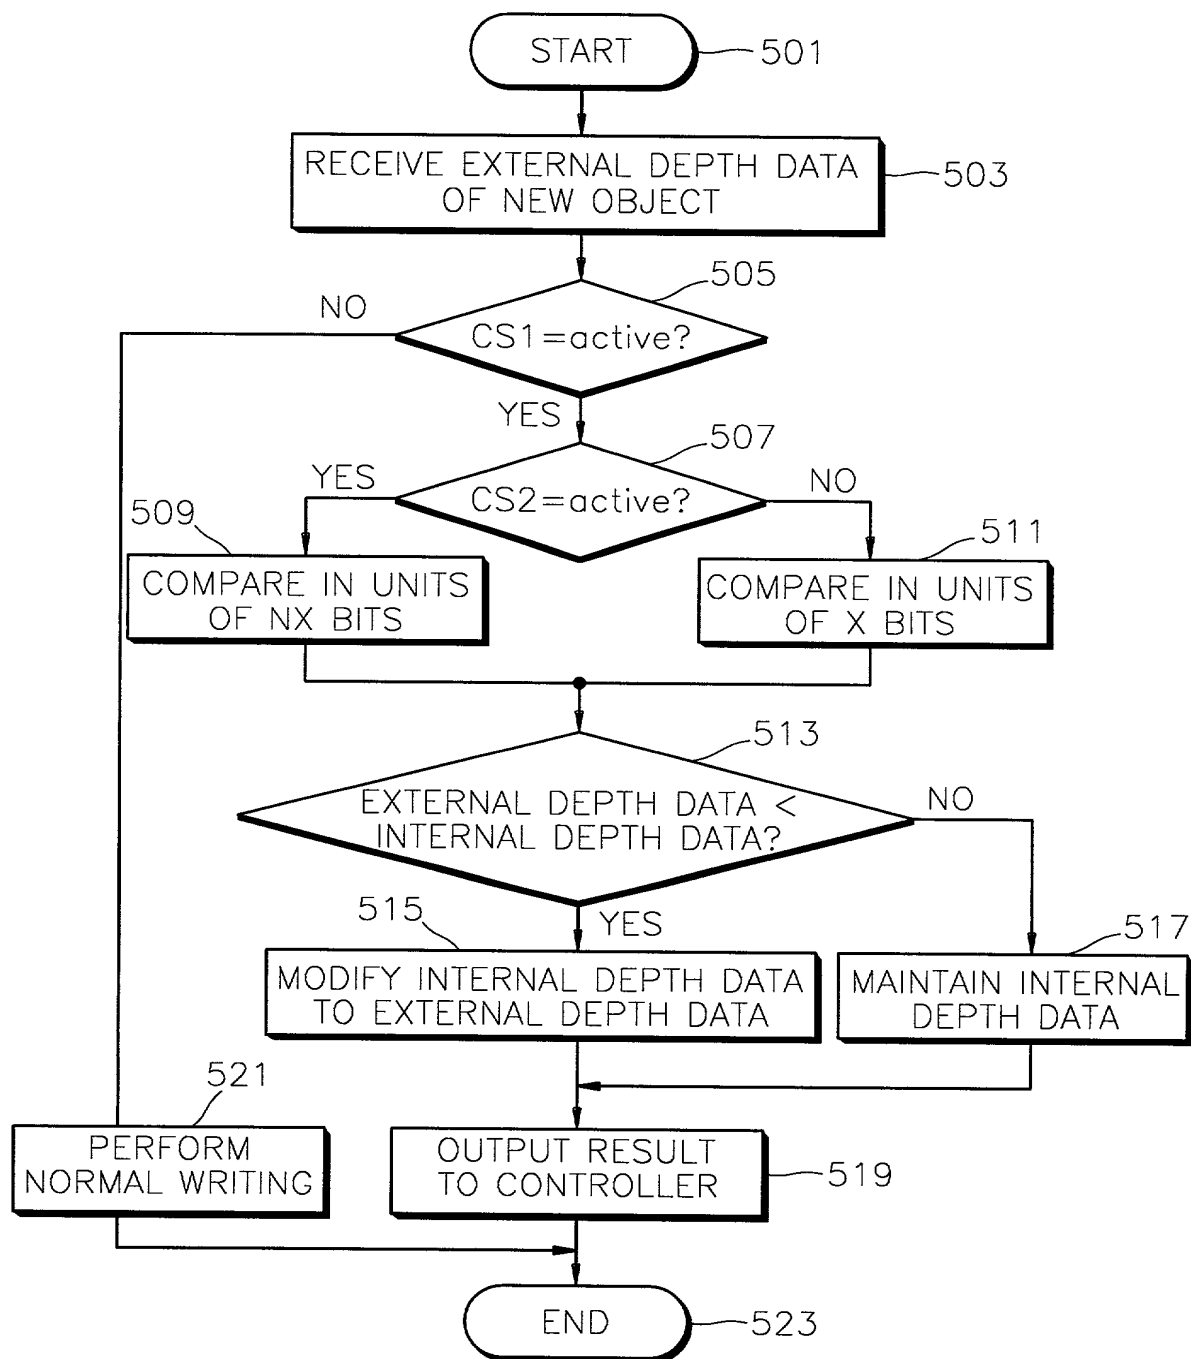 START
501
RECEIVE EXTERNAL DEPTH DATA
OF NEW OBJECT
503
505
NO
CS1=active?
YES
507
YES
CS2=active?
NO
509
511
COMPARE IN UNITS
OF NX BITS
COMPARE IN UNITS
OF X BITS
513
EXTERNAL DEPTH DATA <
INTERNAL DEPTH DATA?
NO
515
YES
517
MODIFY INTERNAL DEPTH DATA
TO EXTERNAL DEPTH DATA
MAINTAIN INTERNAL
DEPTH DATA
521
PERFORM
NORMAL WRITING
OUTPUT RESULT
TO CONTROLLER
519
END
523